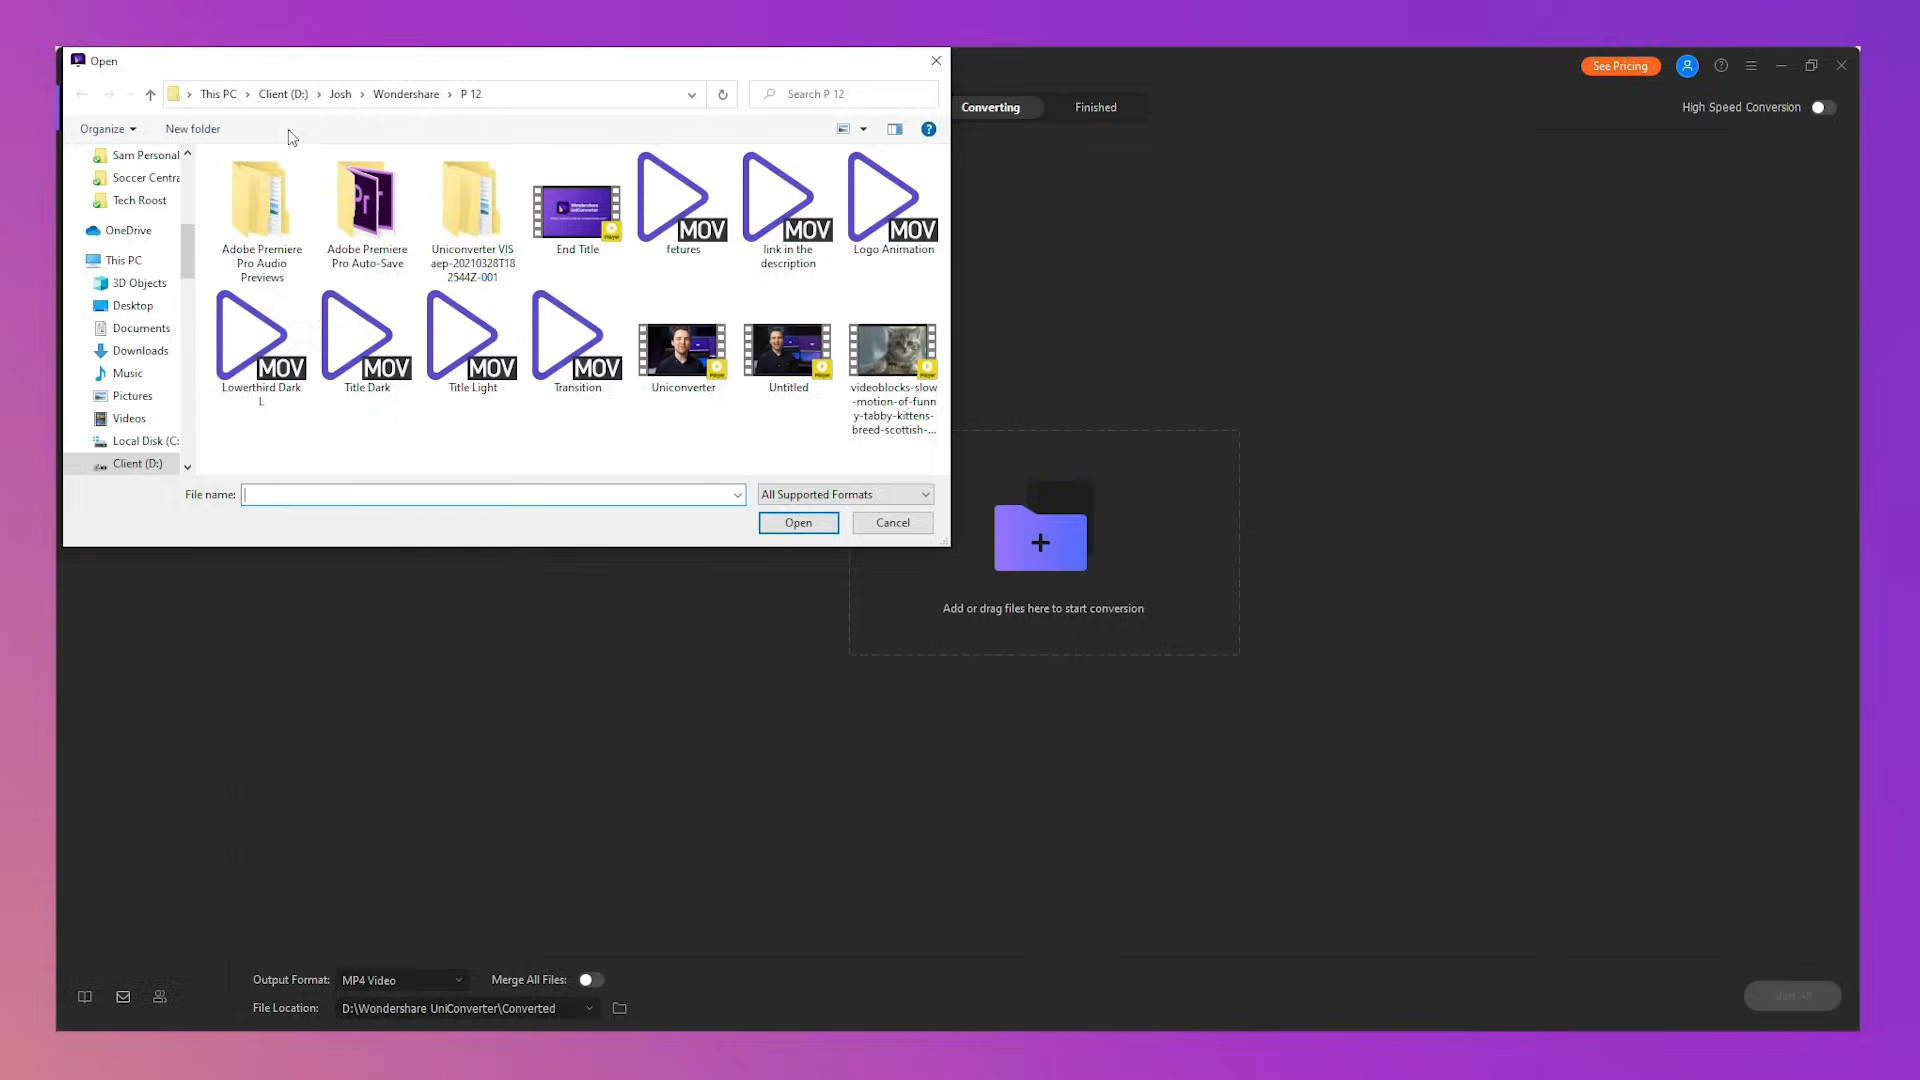 Open
This PC > Client (D:) > Josh > Wondershare > P 12
Search P 12
Organize
New folder
Sam Personal
Soccer Centra
Tech Roost
OneDrive
This PC
3D Objects
Desktop
Documents
Downloads
Music
Pictures
Videos
Local Disk (C:
Client (D:)
Adobe Premiere
Pro Audio
Previews
Adobe Premiere
Pro Auto-Save
Uniconverter VIS
aep-20210328T18
2544Z-001
End Title
MOV
fetures
MOV
link in the
description
MOV
Logo Animation
MOV
Lowerthird Dark
L
MOV
Title Dark
MOV
Title Light
MOV
Transition
Uniconverter
Untitled
videoblocks-slow
-motion-of-funn
y-tabby-kittens-
breed-scottish-...
File name:
All Supported Formats
Open
Cancel
See Pricing
Converting
Finished
High Speed Conversion
Add or drag files here to start conversion
Output Format:
MP4 Video
Merge All Files:
File Location:
D:\Wondershare UniConverter\Converted
Start All